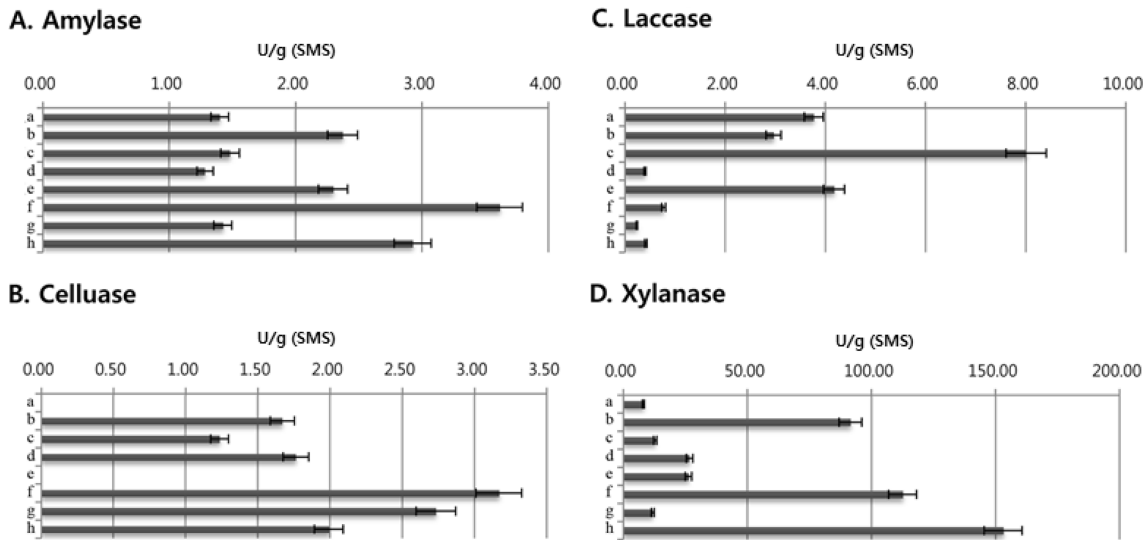 A. Amylase
U/g (SMS)
0.00 1.00 2.00 3.00 4.00
a
b
c
d
e
f
g
h
B. Celluase
U/g (SMS)
0.00 0.50 1.00 1.50 2.00 2.50 3.00 3.50
a
b
c
d
e
f
g
h
C. Laccase
U/g (SMS)
0.00 2.00 4.00 6.00 8.00 10.00
a
b
c
d
e
f
g
h
D. Xylanase
U/g (SMS)
0.00 50.00 100.00 150.00 200.00
a
b
c
d
e
f
g
h